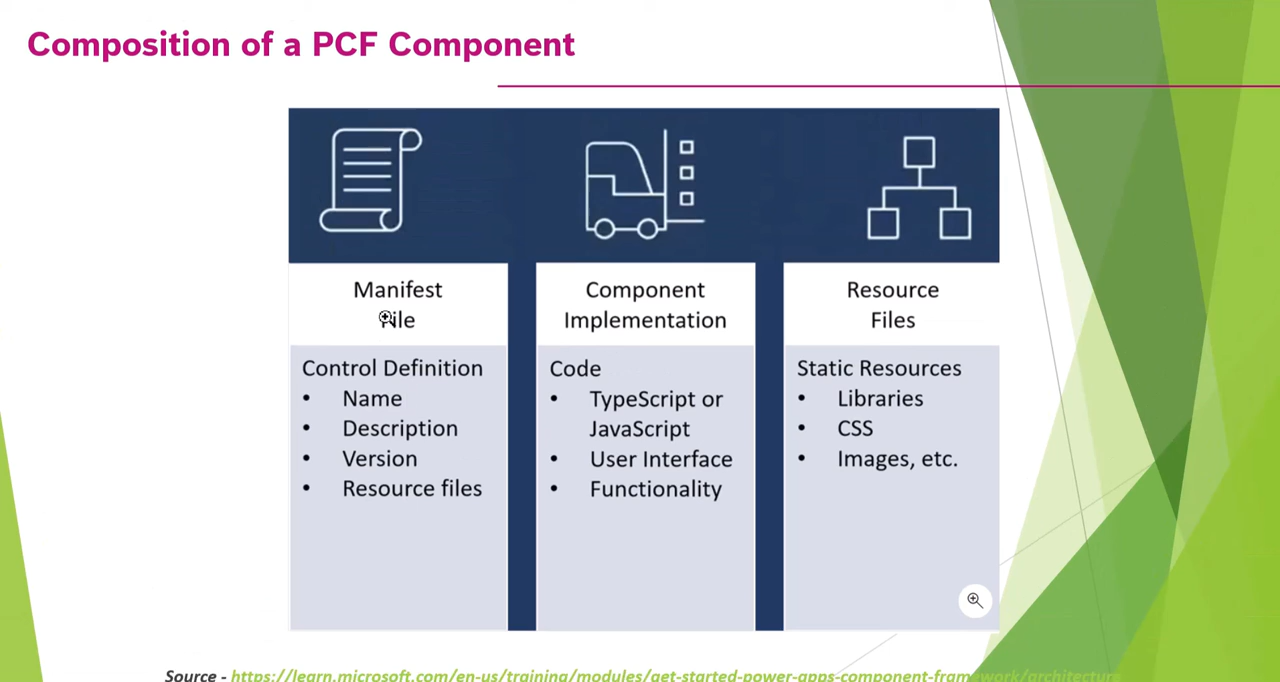 Composition of a PCF Component
Manifest
File
Component
Implementation
Resource
Files
Control Definition
• Name
• Description
• Version
• Resource files
Code
• TypeScript or
JavaScript
• User Interface
• Functionality
Static Resources
• Libraries
• CSS
• Images, etc.
Source - https://learn.microsoft.com/en-us/training/modules/get-started-power-apps-component-framework/architecture